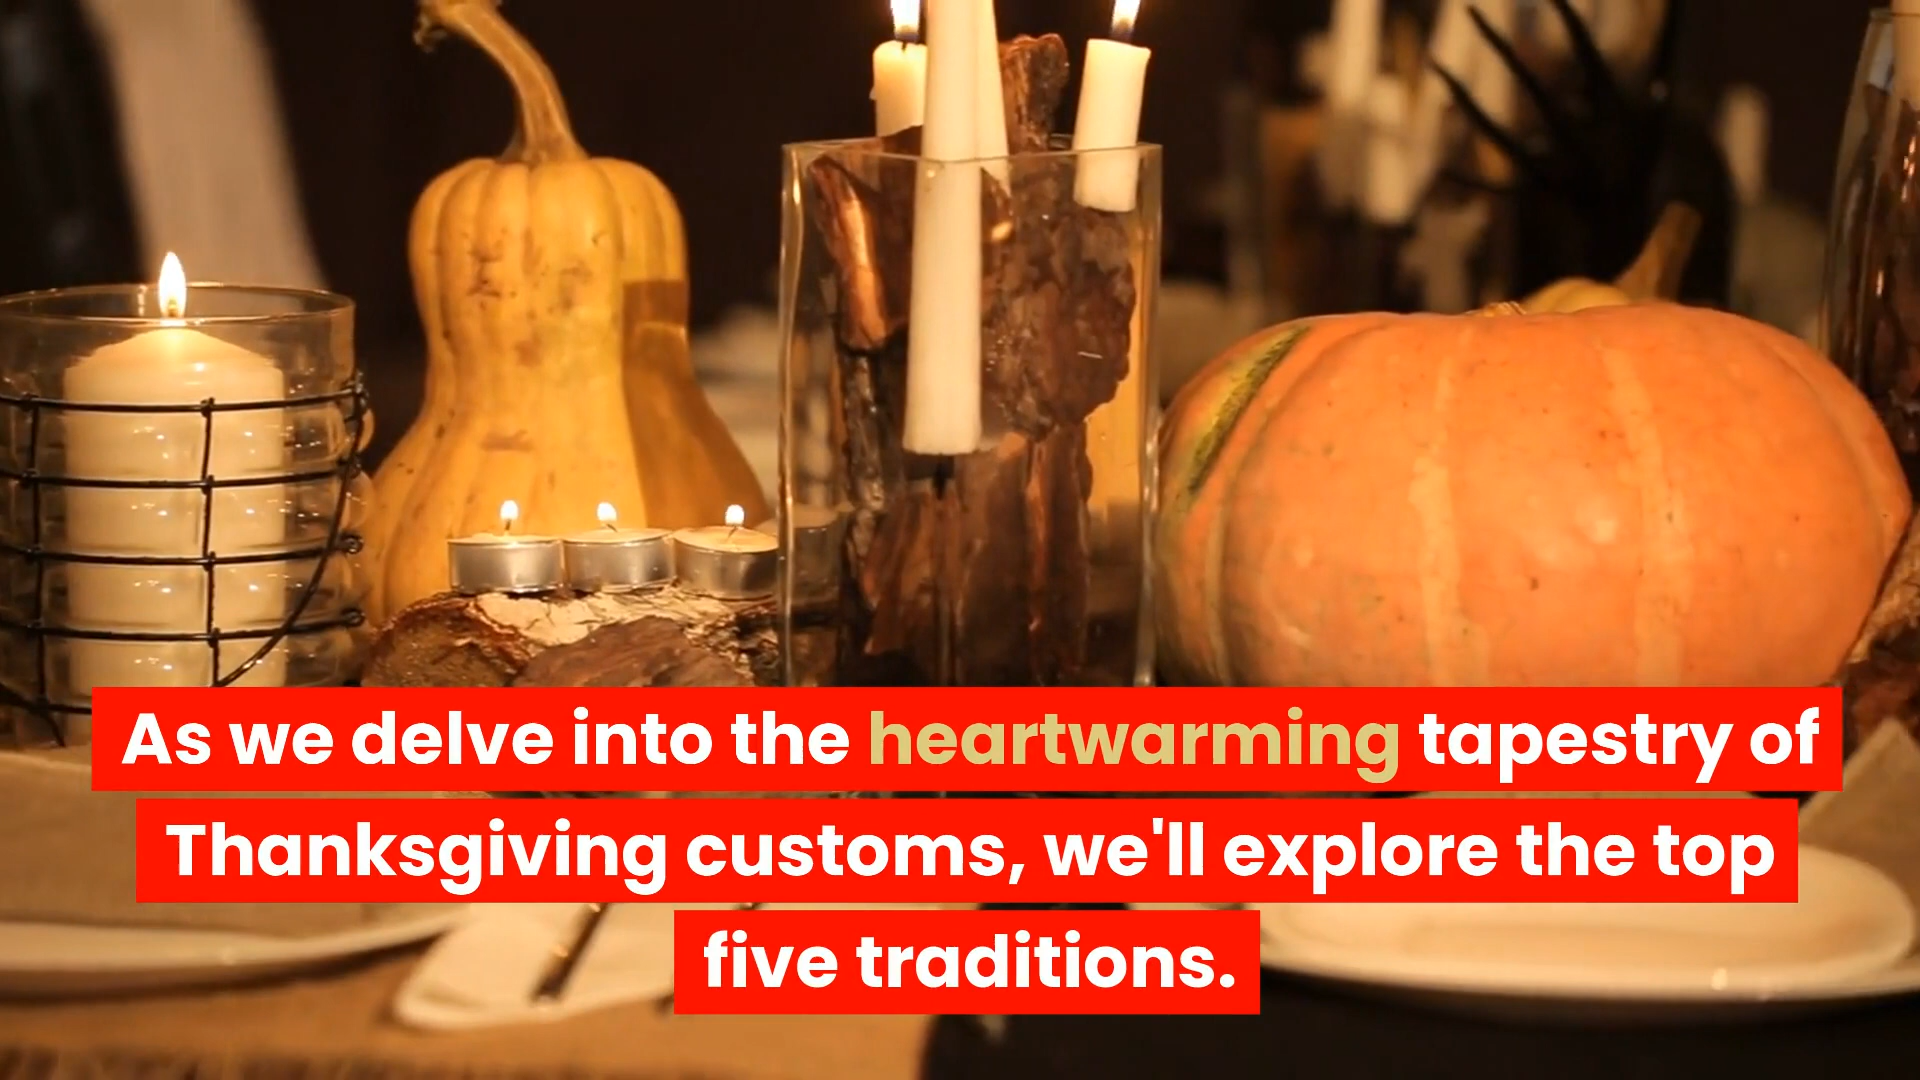 As we delve into the heartwarming tapestry of
Thanksgiving customs, we'll explore the top
five traditions.